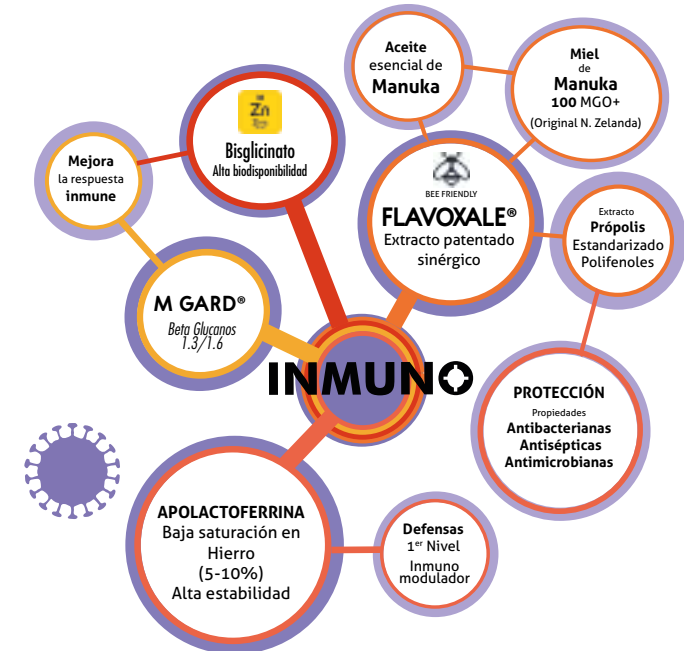 Aceite
esencial de
Manuka
Miel
de
Manuka
100 MGO+
(Original N. Zelanda)
Zn
Bisglicinato
Alta biodisponibilidad
Mejora
la respuesta
inmune
BEE FRIENDLY
FLAVOXALE®
Extracto patentado
sinérgico
Extracto
Própolis
Estandarizado
Polifenoles
M GARD®
Beta Glucanos
1.3/1.6
INMUNO
PROTECCIÓN
Propiedades
Antibacterianas
Antisépticas
Antimicrobianas
APOLACTOFERRINA
Baja saturación en
Hierro
(5-10%)
Alta estabilidad
Defensas
1er Nivel
Inmuno
modulador